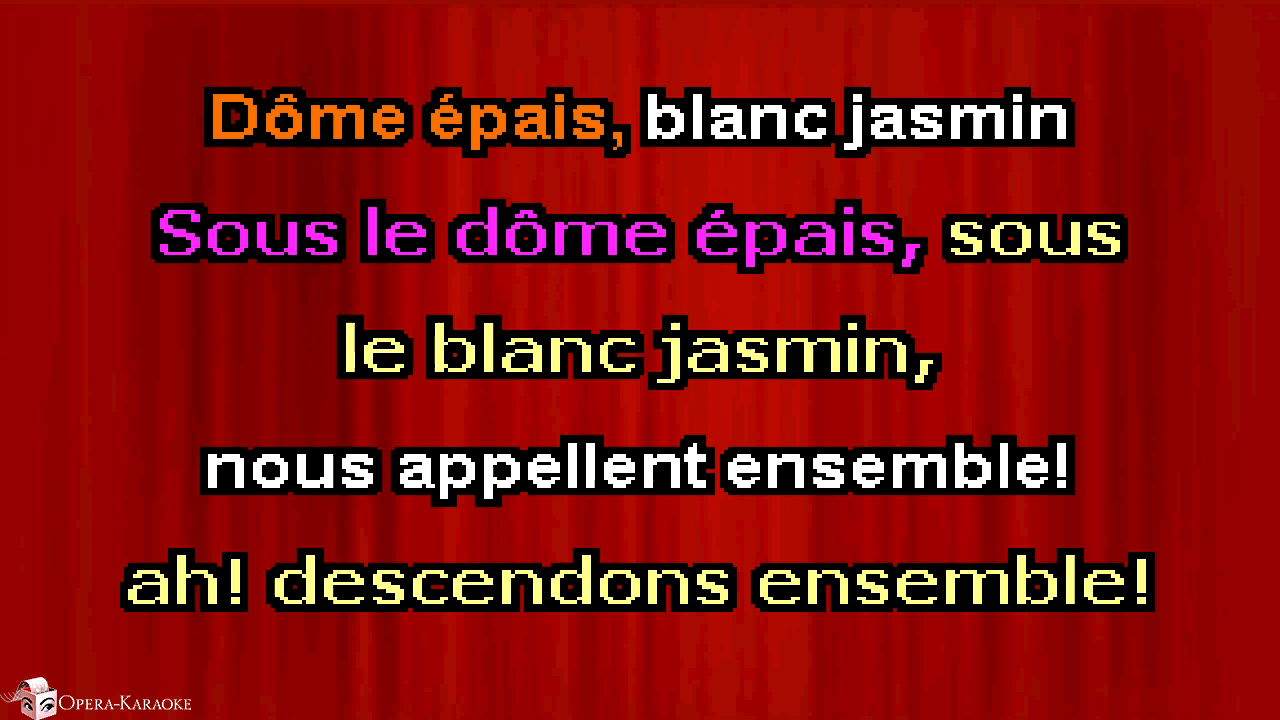 Dôme épais, blanc jasmin
Sous le dôme épais, sous
le blanc jasmin,
nous appellent ensemble!
ah! descendons ensemble!
OPERA-KARAOKE